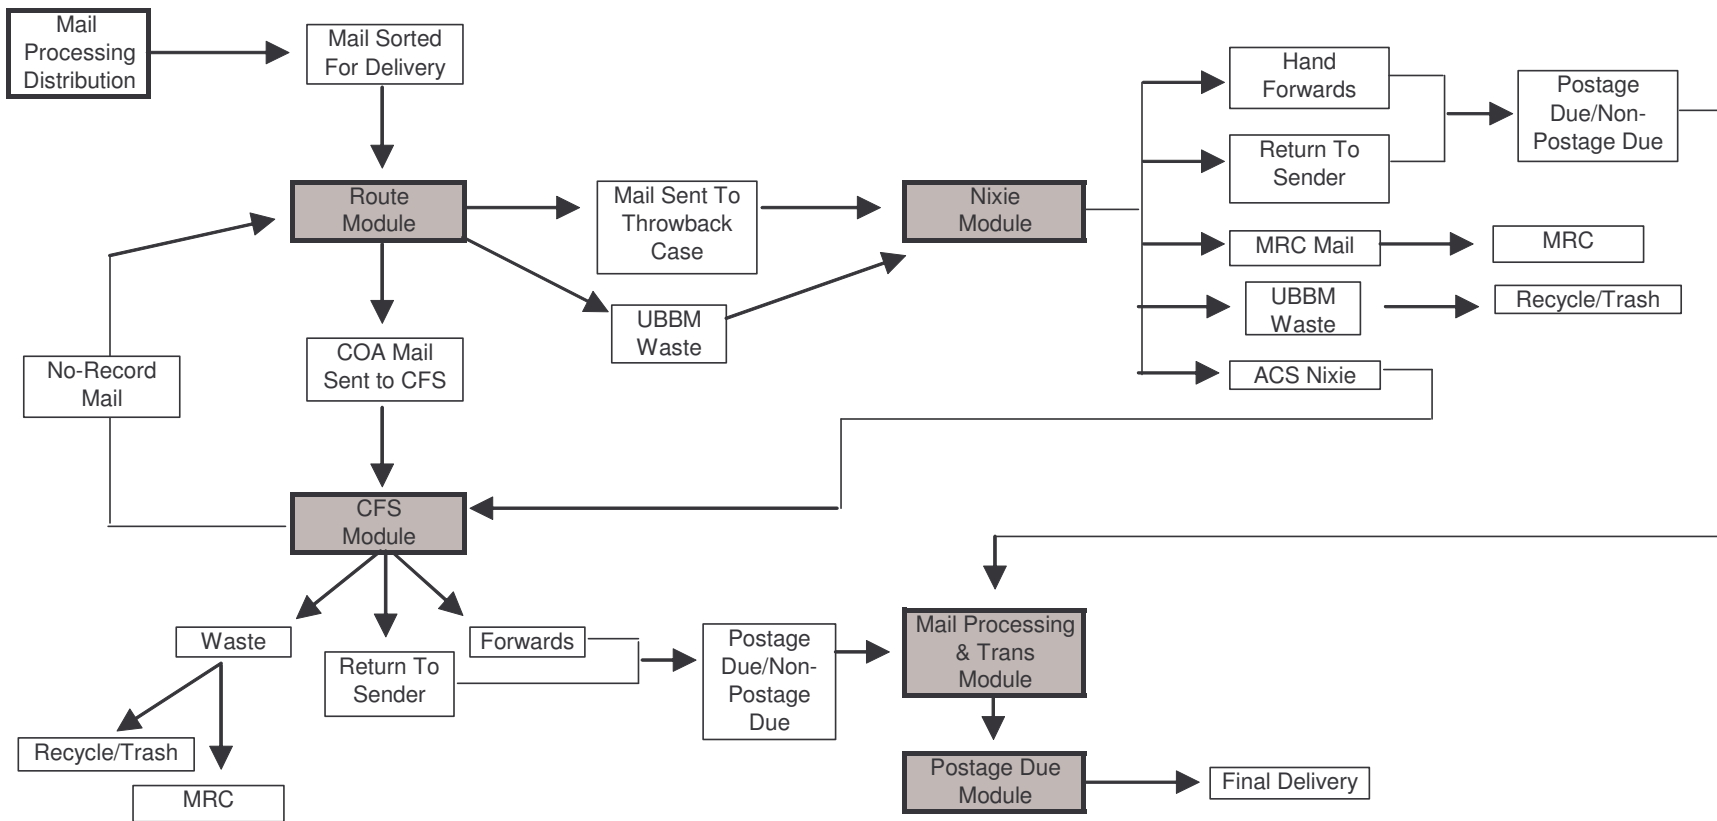 Mail
Processing
Distribution
Mail Sorted
For Delivery
Hand
Forwards
Postage
Due/Non-
Postage Due
Return To
Sender
Route
Module
Mail Sent To
Throwback
Case
Nixie
Module
MRC Mail
MRC
UBBM
Waste
Recycle/Trash
UBBM
Waste
COA Mail
Sent to CFS
No-Record
Mail
ACS Nixie
CFS
Module
Waste
Return To
Sender
Forwards
Postage
Due/Non-
Postage
Due
Mail Processing
& Trans
Module
Recycle/Trash
MRC
Postage Due
Module
Final Delivery